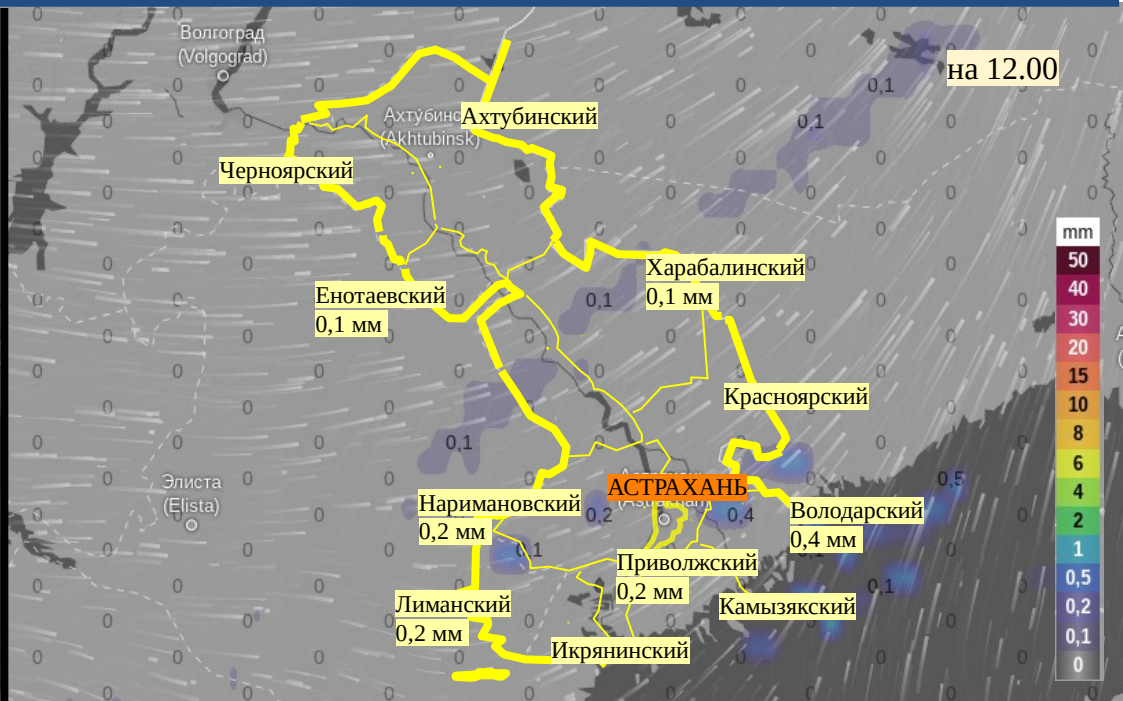 Волгоград
(Volgograd)
на 12.00
Ахтубинский
(Akhtubinsk)
Черноярский
0,1
0,1
mm
50
40
30
20
15
10
8
6
4
2
1
0,5
0,2
0,1
0
Харабалинский
0,1 мм
Енотаевский
0,1 мм
0,1
Красноярский
0,1
Элиста
(Elista)
АСТРАХАНЬ
0,5
Наримановский
0,2 мм
0,2
0,4
Володарский
0,4 мм
0,1
Приволжский
0,2 мм
0,1
Лиманский
0,2 мм
Камызякский
Икрянинский